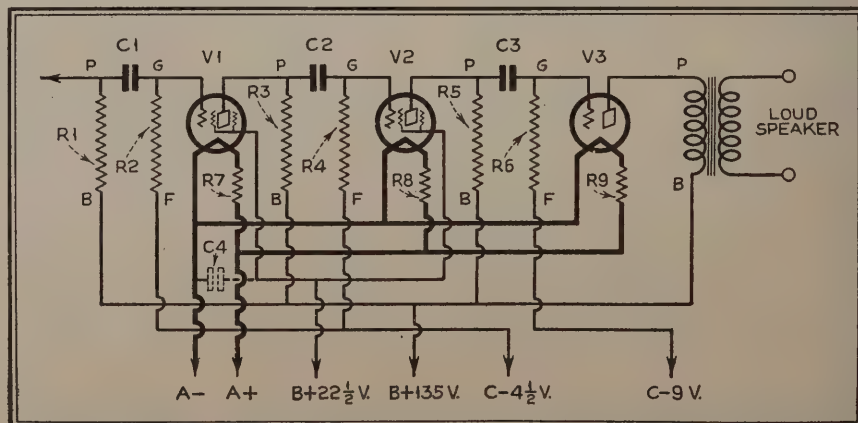 C1 V1 C2 V2 C3 V3
P G P G P G P
R3 R5
R1 R2 R4 R6
LOUD
SPEAKER
R7 R8 R9
B F B F B F B
C4
A- A+ B+22½V. B+135V. C-4½V. C-9V.